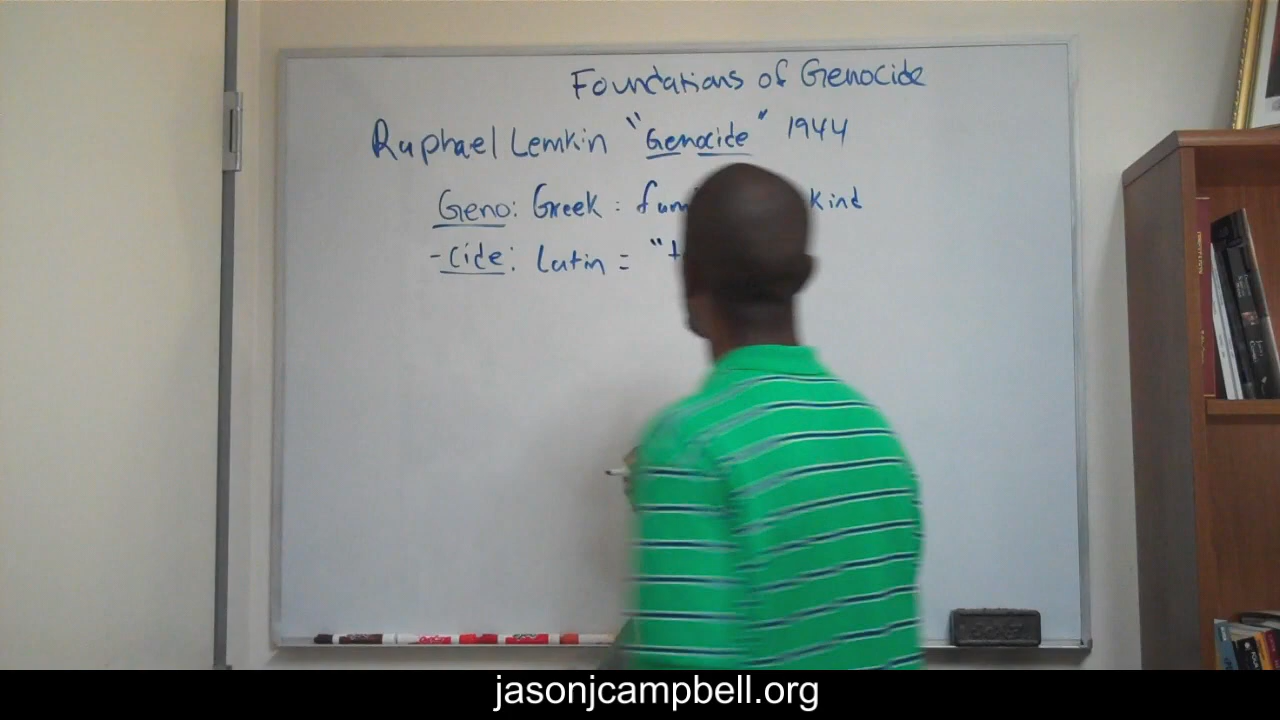 Foundations of Genocide
Raphael Lemkin "Genocide" 1944
Geno: Greek: kind
-Cide: Latin =
jasonjcampbell.org